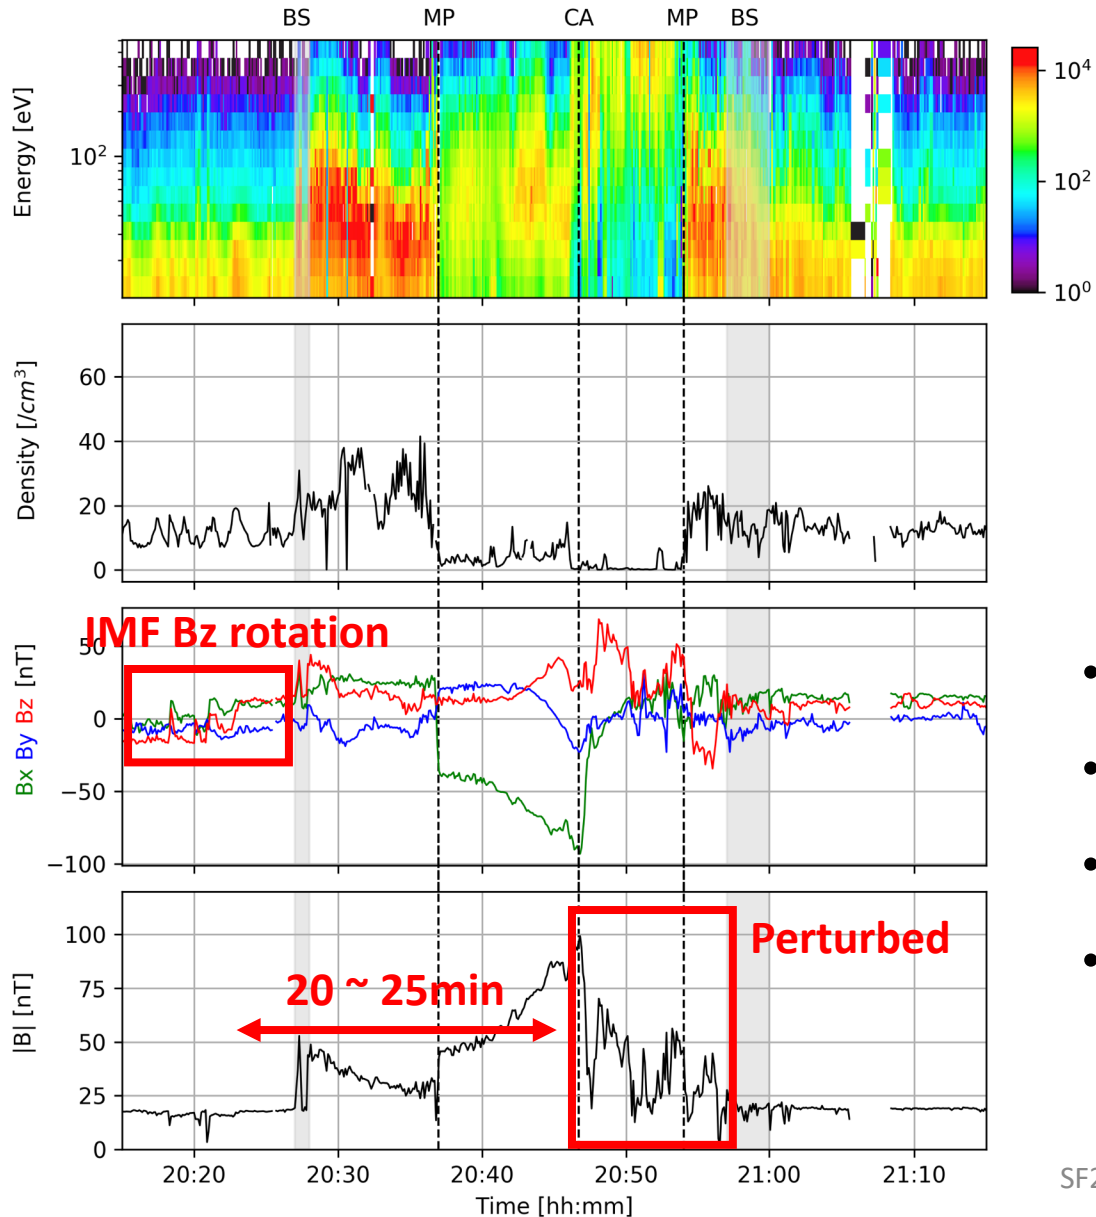 BS MP CA MP BS
Energy [eV]
10²
10⁴
10²
10⁰
Density [/cm³]
60
40
20
0
Bx By Bz [nT]
IMF Bz rotation
50
0
−50
−100
|B| [nT]
100
75
50
25
0
20 ~ 25min
Perturbed
20:20 20:30 20:40 20:50 21:00 21:10
Time [hh:mm]
SF2